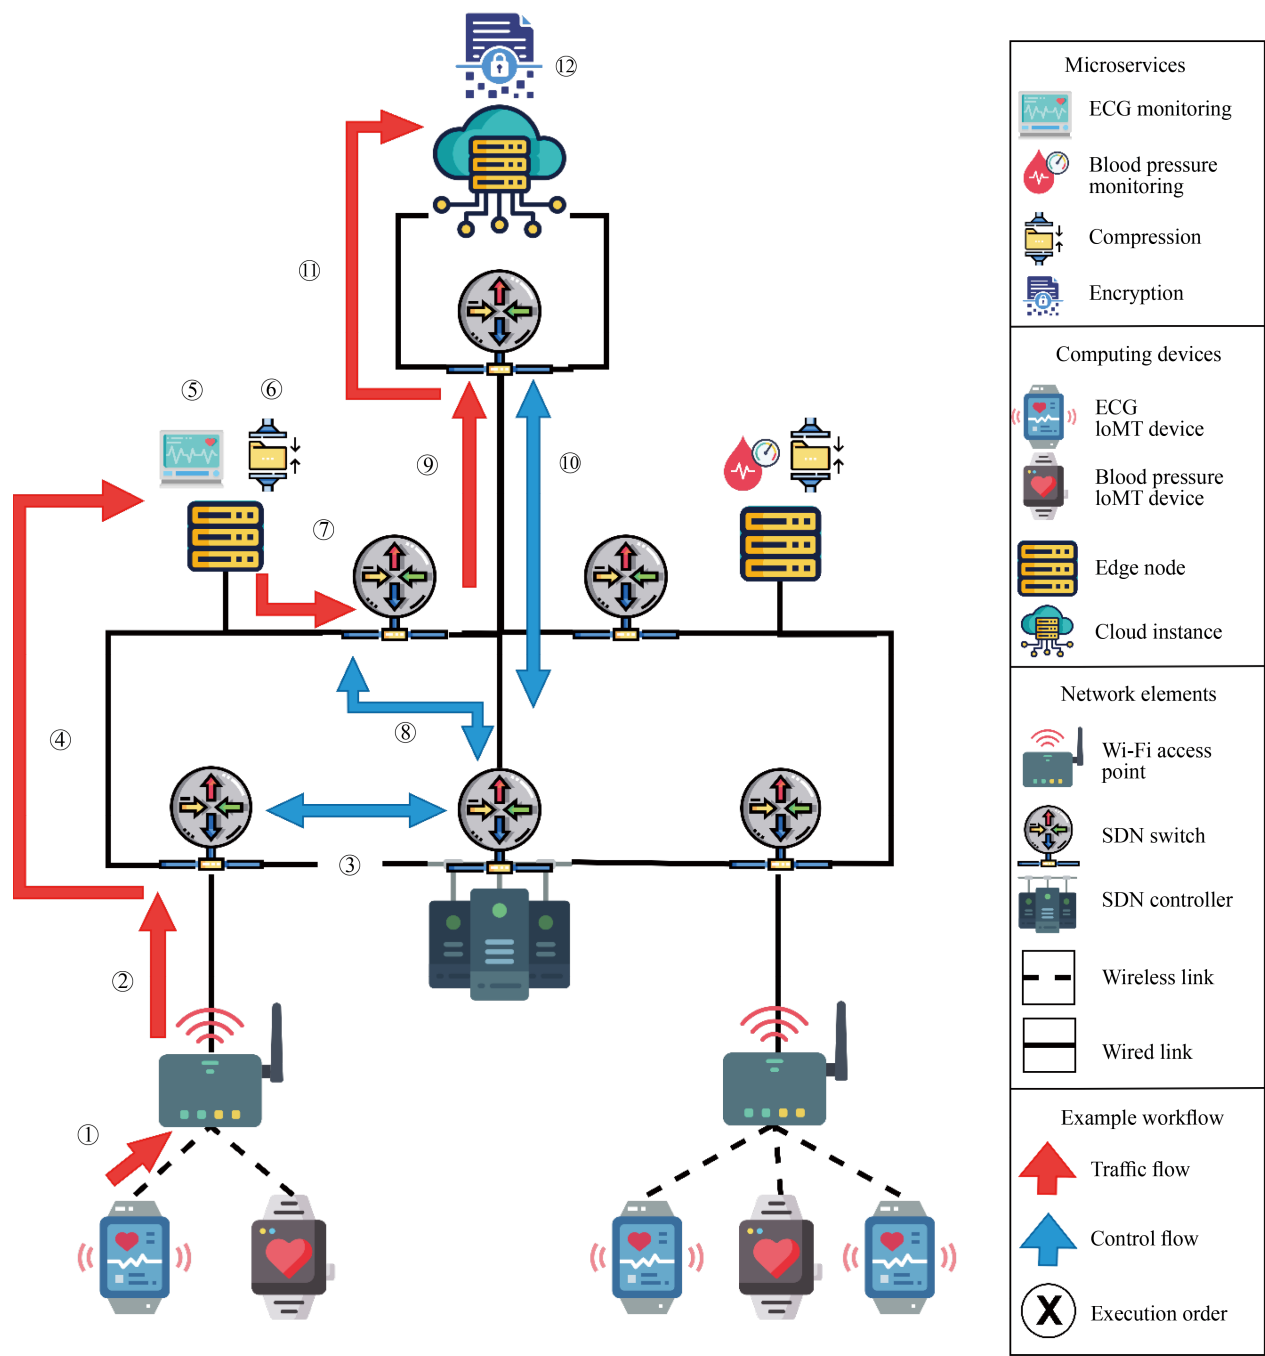 ⑫
⑪
⑤
⑥
⑨
⑩
⑦
④
⑧
③
②
①
Microservices
ECG monitoring
Blood pressure
monitoring
Compression
Encryption
Computing devices
ECG
loMT device
Blood pressure
loMT device
Edge node
Cloud instance
Network elements
Wi-Fi access
point
SDN switch
SDN controller
Wireless link
Wired link
Example workflow
Traffic flow
Control flow
X
Execution order